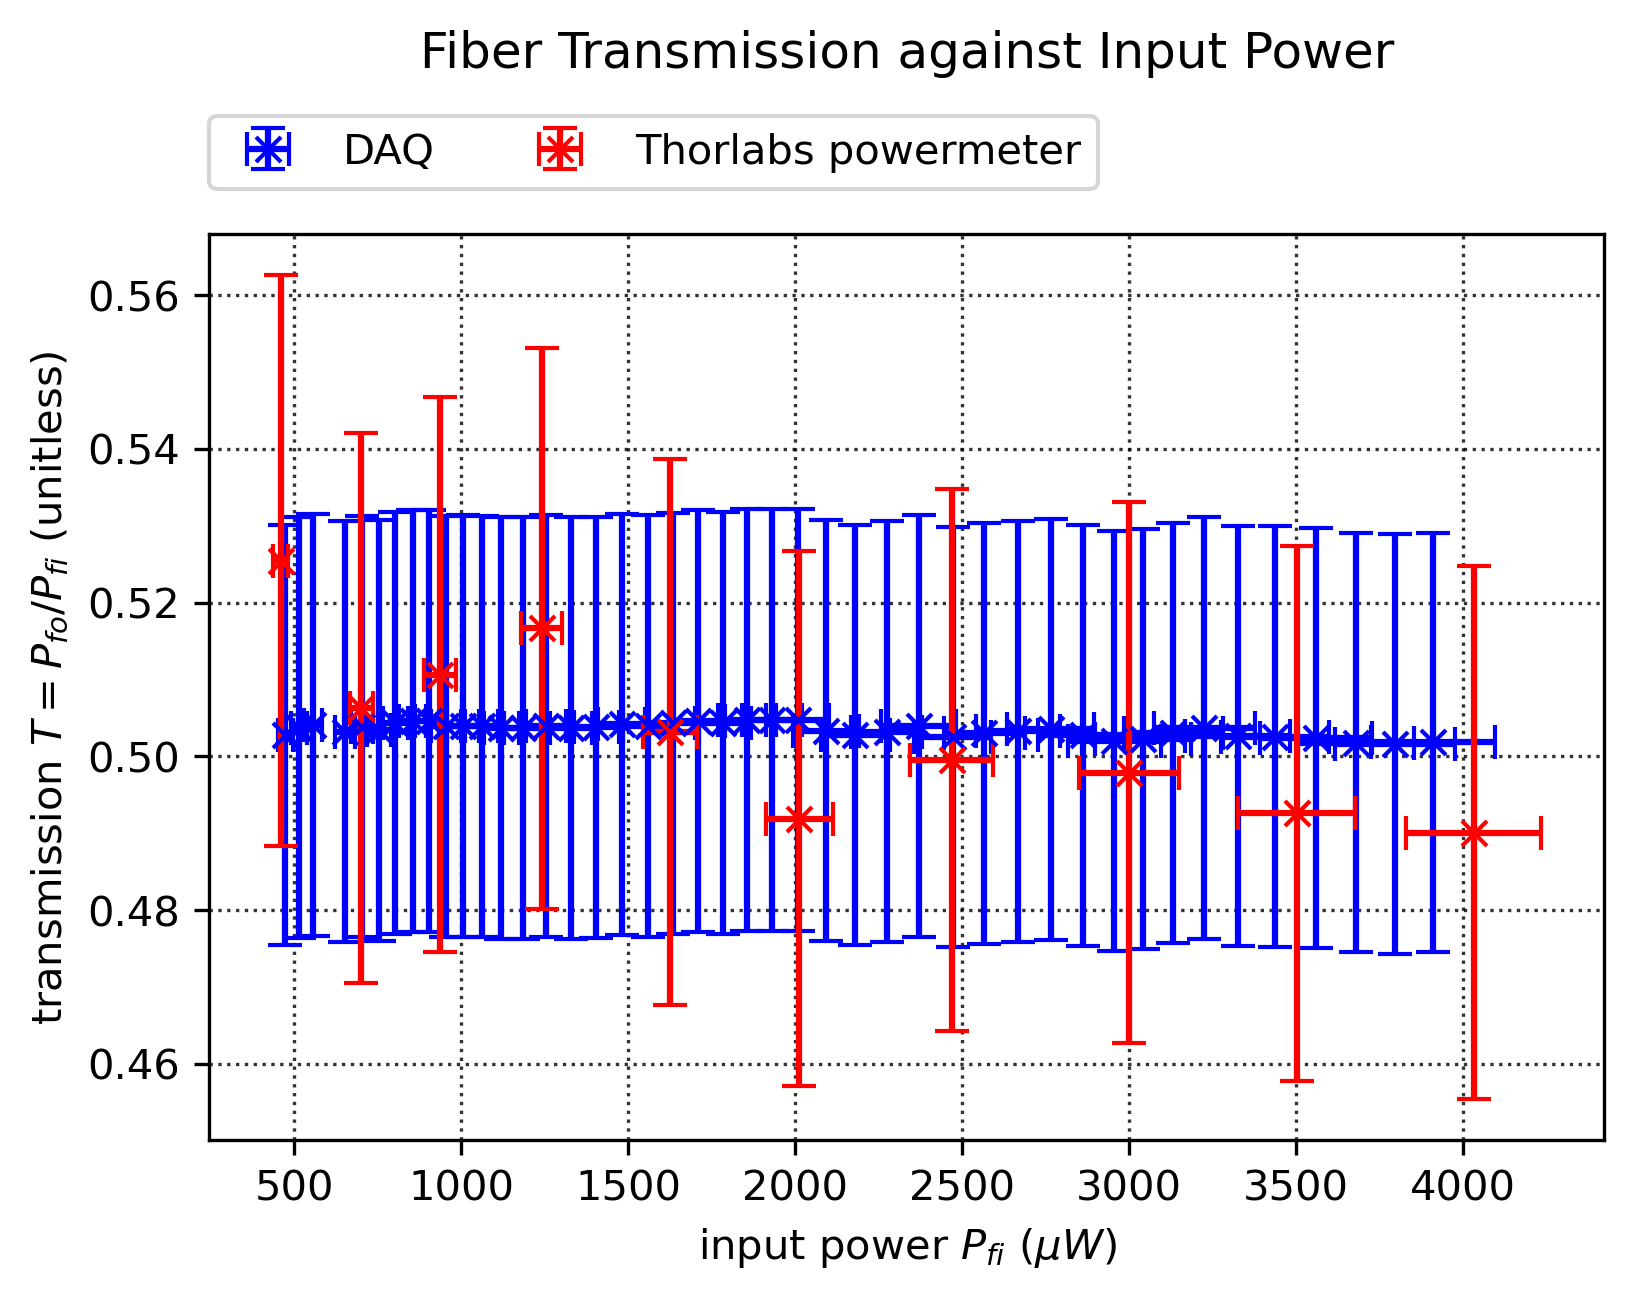 Fiber Transmission against Input Power
DAQ
Thorlabs powermeter
transmission T = P_fo/P_fi (unitless)
0.56
0.54
0.52
0.50
0.48
0.46
500 1000 1500 2000 2500 3000 3500 4000
input power P_fi (μW)